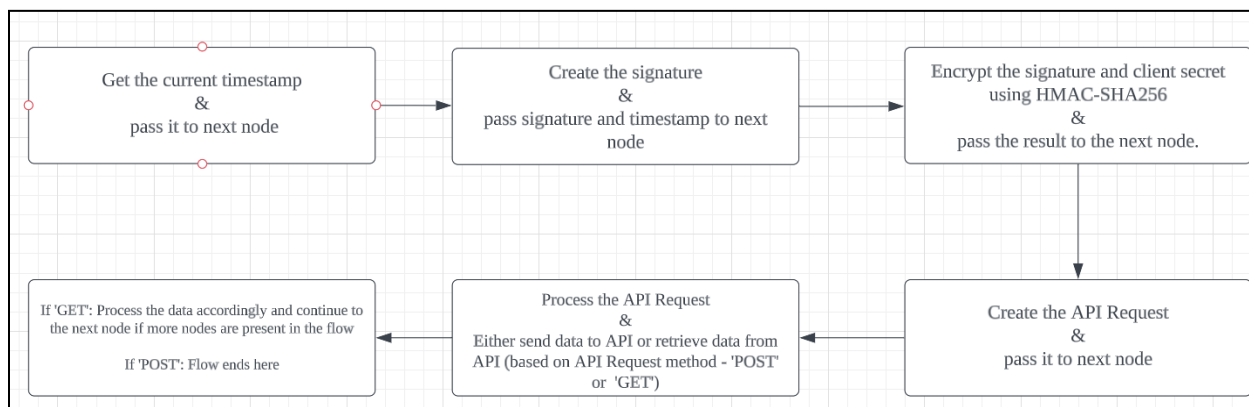 Get the current timestamp
&
pass it to next node
Create the signature
&
pass signature and timestamp to next
node
Encrypt the signature and client secret
using HMAC-SHA256
&
pass the result to the next node.
Create the API Request
&
pass it to next node
Process the API Request
&
Either send data to API or retrieve data from
API (based on API Request method - 'POST'
or 'GET')
If 'GET': Process the data accordingly and continue to
the next node if more nodes are present in the flow
If 'POST': Flow ends here